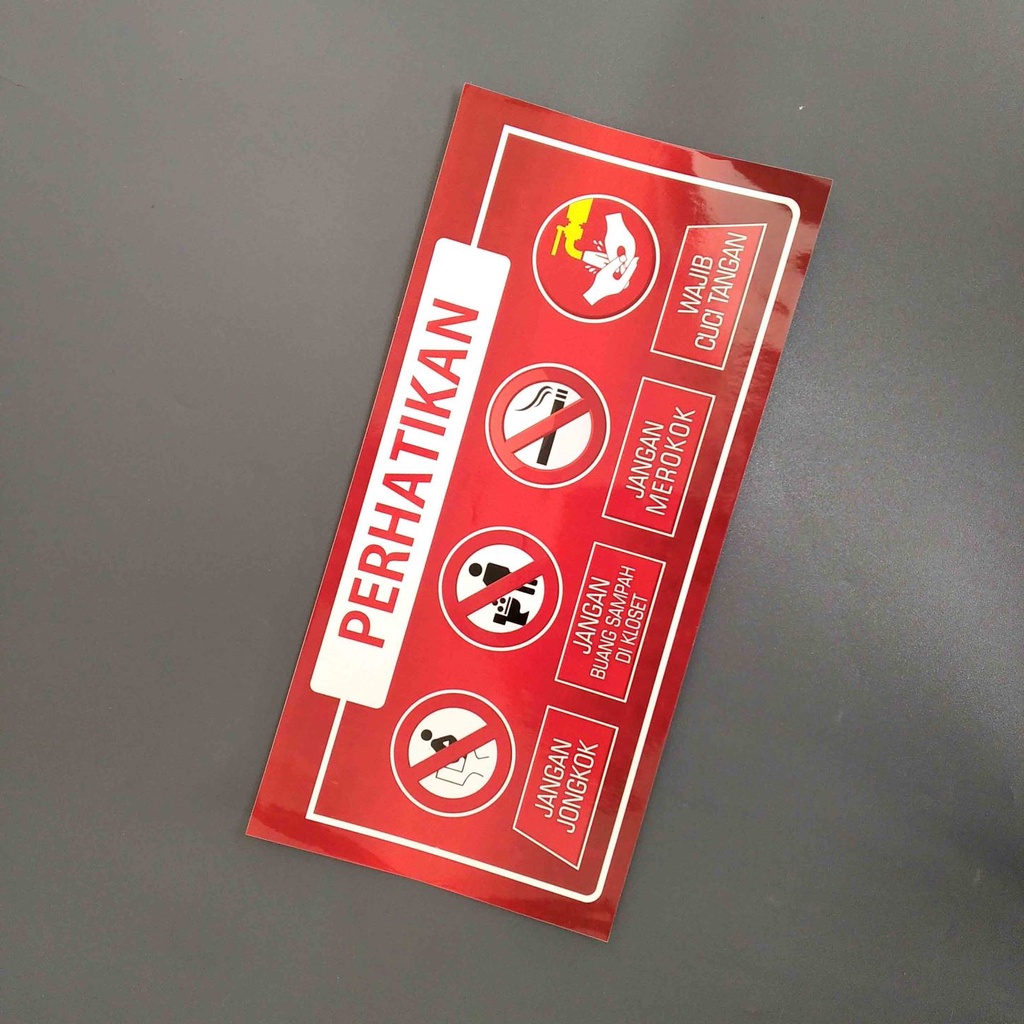 PERHATIKAN
JANGAN
JONGKOK
JANGAN
BUANG SAMPAH
DI KLOSET
JANGAN
MEROKOK
WAJIB
CUCI TANGAN